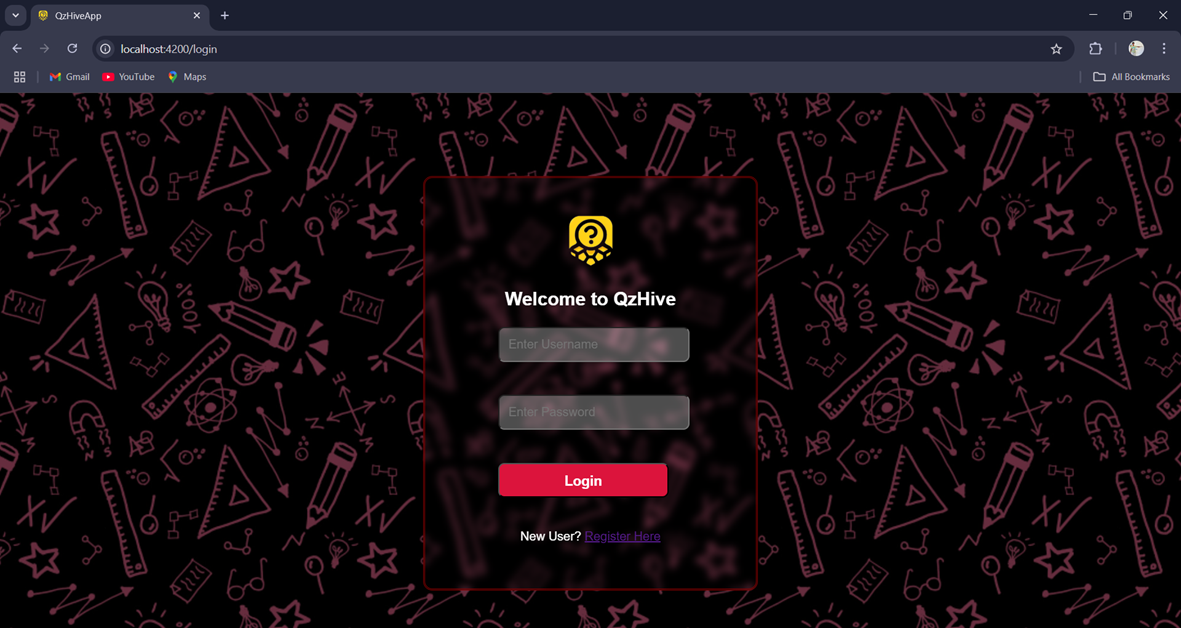 QzHiveApp
localhost:4200/login
Gmail
YouTube
Maps
All Bookmarks
Welcome to QzHive
Enter Username
Enter Password
Login
New User? Register Here